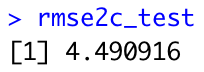 > rmse2c_test
[1] 4.490916